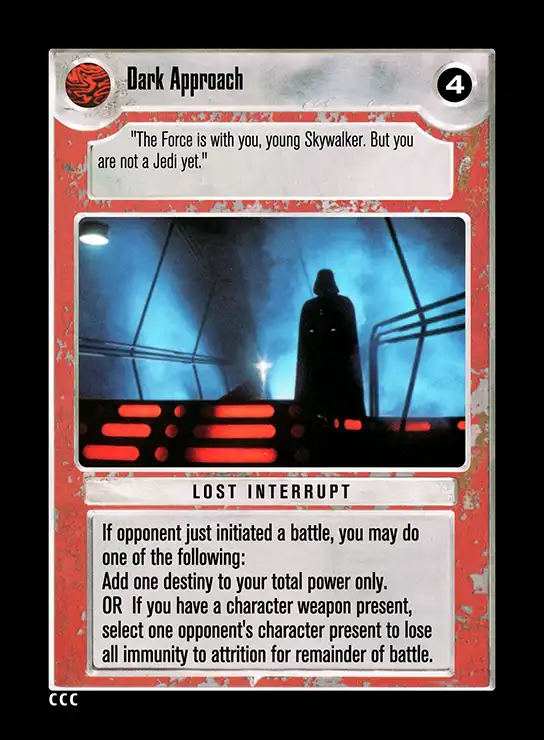 Dark Approach
4
"The Force is with you, young Skywalker. But you
are not a Jedi yet."
LOST INTERRUPT
If opponent just initiated a battle, you may do
one of the following:
Add one destiny to your total power only.
OR If you have a character weapon present,
select one opponent's character present to lose
all immunity to attrition for remainder of battle.
CCC